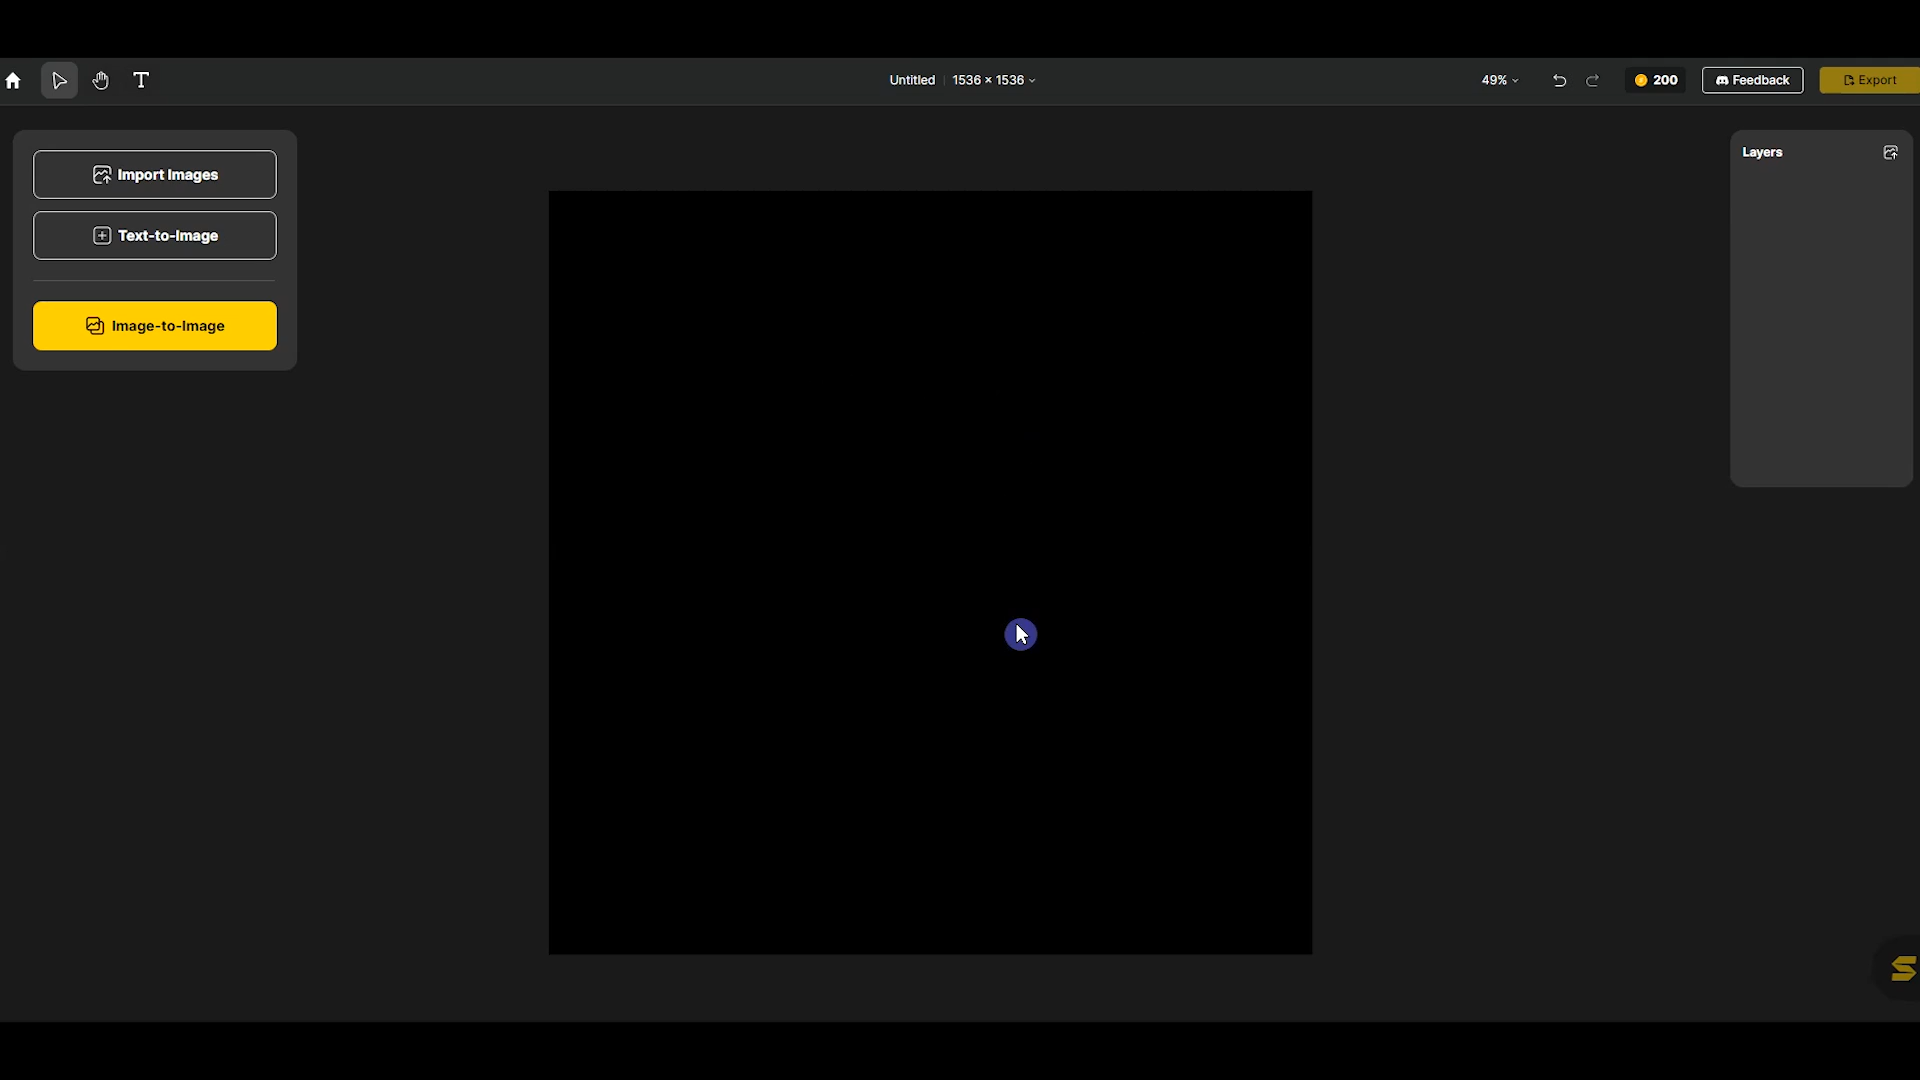 Untitled 1536 × 1536 49% 200 Feedback Export
Import Images
Text-to-Image
Image-to-Image
Layers